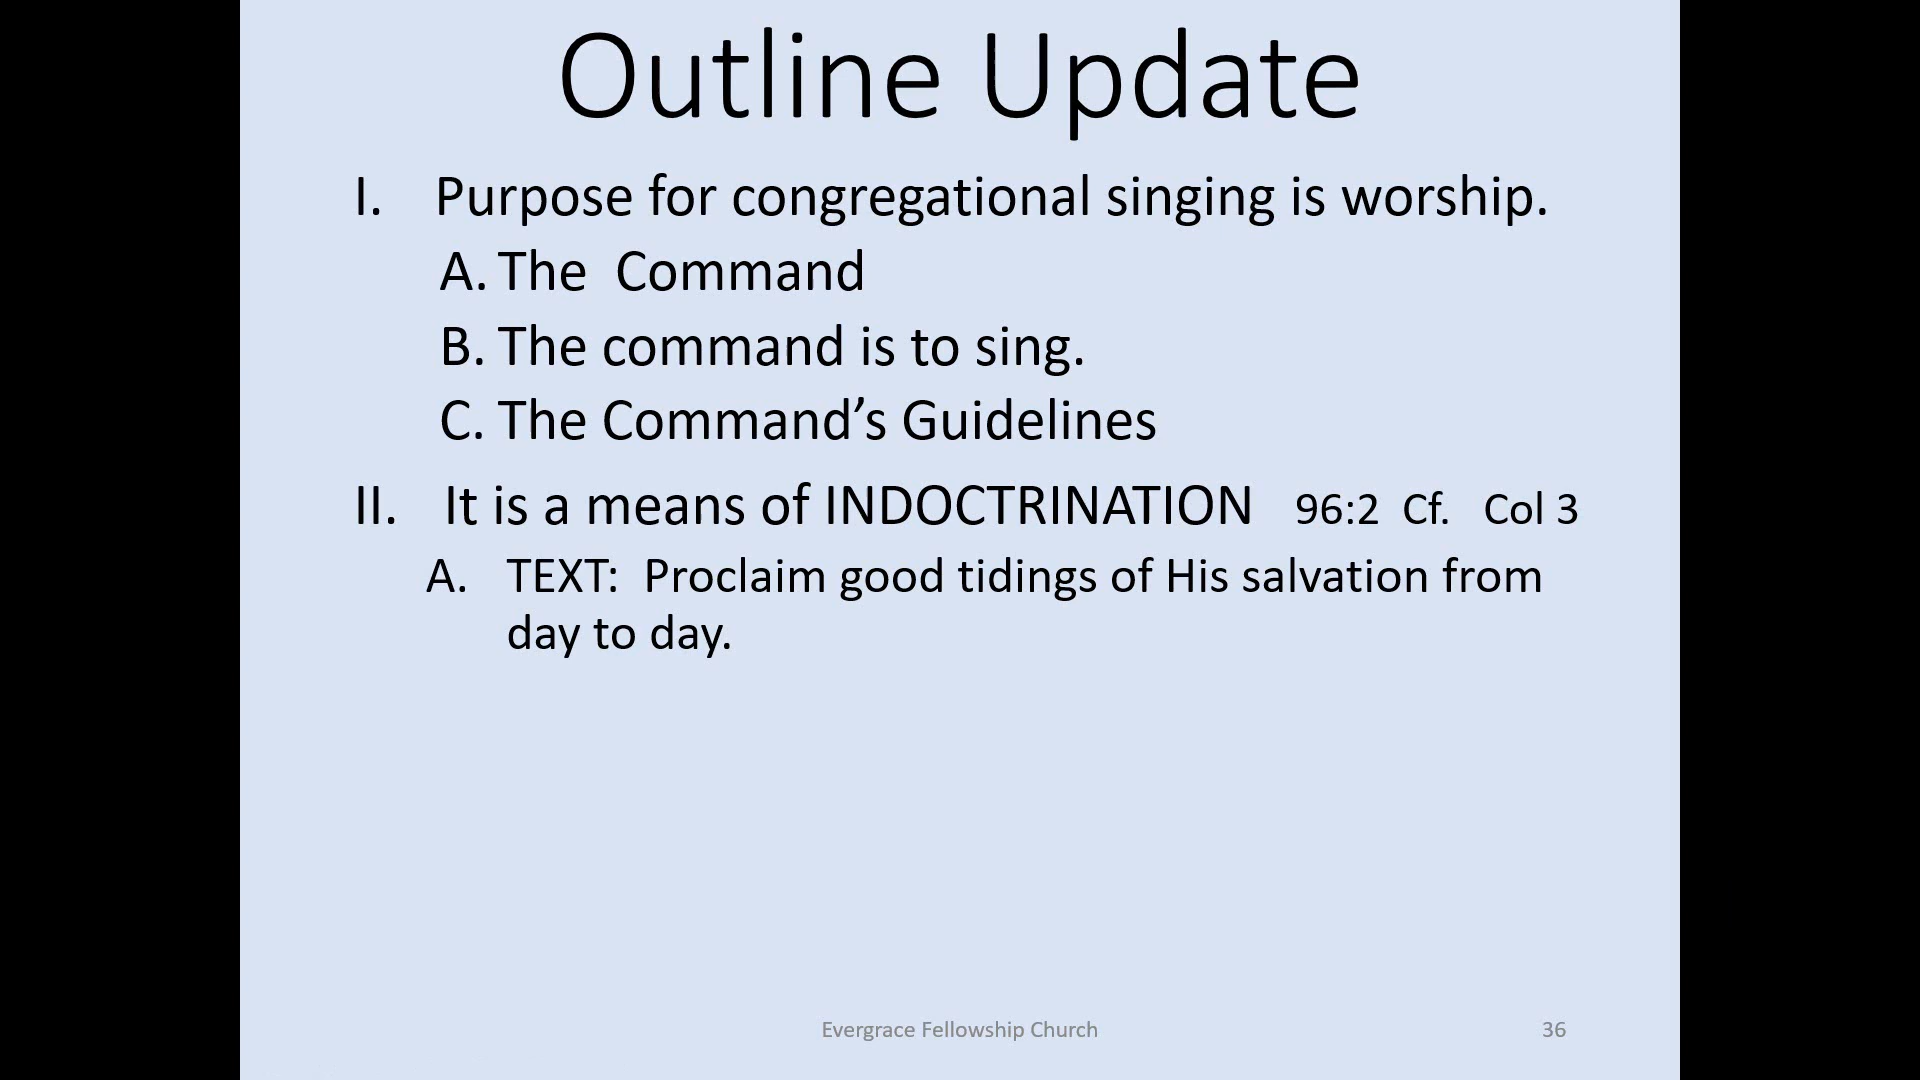 Outline Update
I. Purpose for congregational singing is worship.
A. The  Command
B. The command is to sing.
C. The Command’s Guidelines
II. It is a means of INDOCTRINATION 96:2 Cf. Col 3
A. TEXT: Proclaim good tidings of His salvation from
day to day.
Evergrace Fellowship Church 36